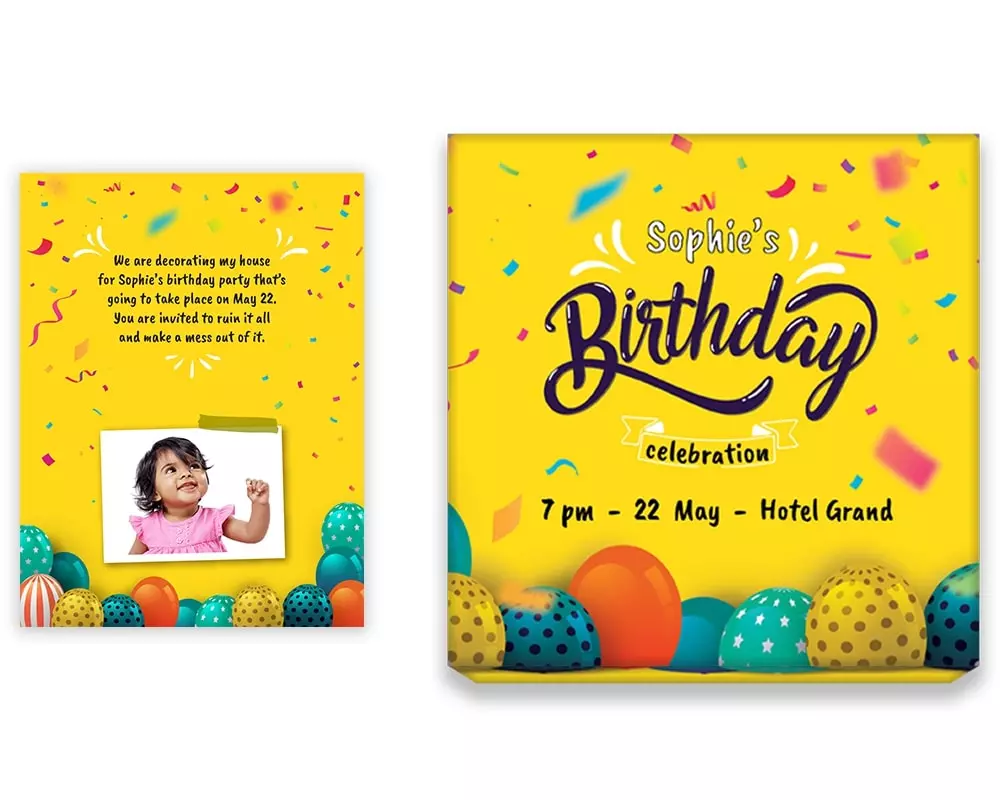 We are decorating my house
for Sophie's birthday party that's
going to take place on May 22.
You are invited to ruin it all
and make a mess out of it.
Sophie's
Birthday
celebration
7 pm - 22 May - Hotel Grand